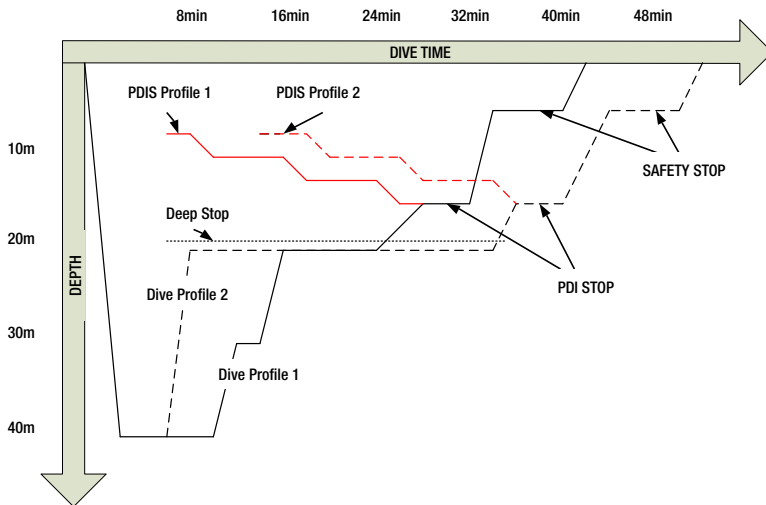 8min 16min 24min 32min 40min 48min
DIVE TIME
PDIS Profile 1 PDIS Profile 2
10m
SAFETY STOP
Deep Stop
20m
DEPTH
PDI STOP
Dive Profile 2
30m
Dive Profile 1
40m